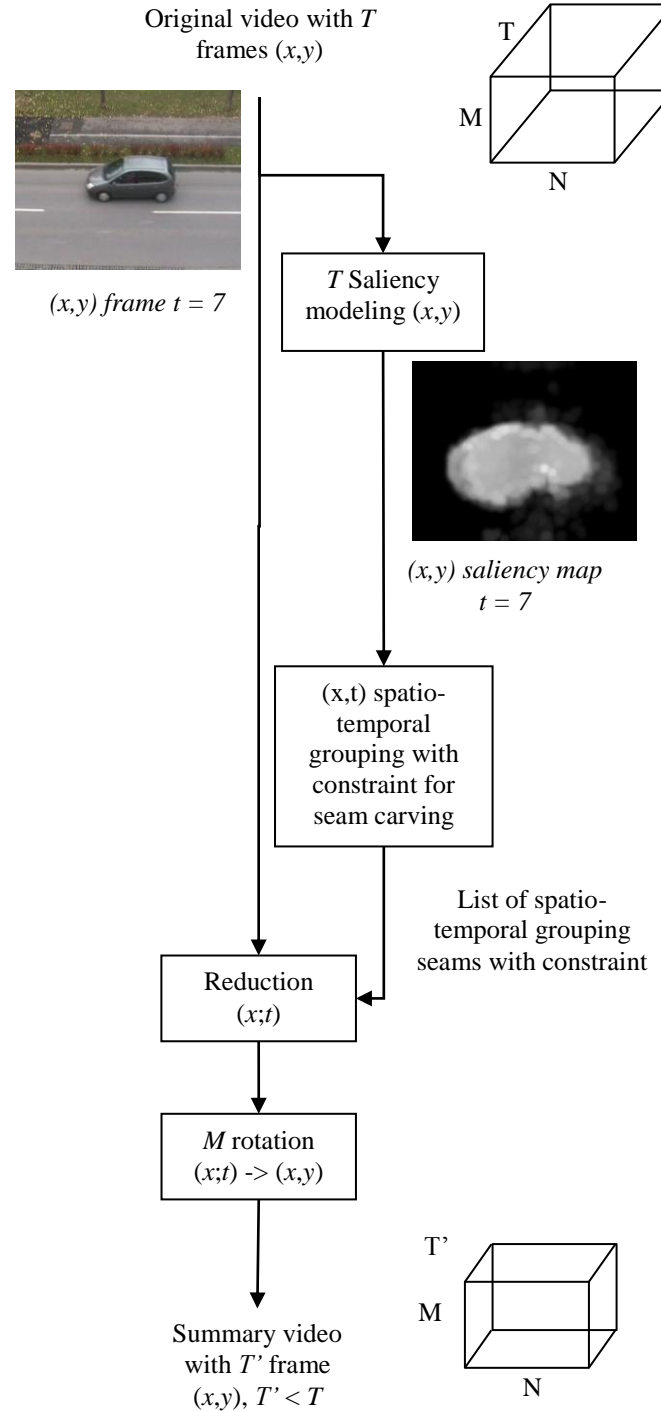 Original video with T
frames (x,y)
T
M
N
(x,y) frame t = 7
T Saliency
modeling (x,y)
(x,y) saliency map
t = 7
(x,t) spatio-
temporal
grouping with
constraint for
seam carving
List of spatio-
temporal grouping
seams with constraint
Reduction
(x;t)
M rotation
(x;t) -> (x,y)
T’
M
N
Summary video
with T’ frame
(x,y), T’ < T